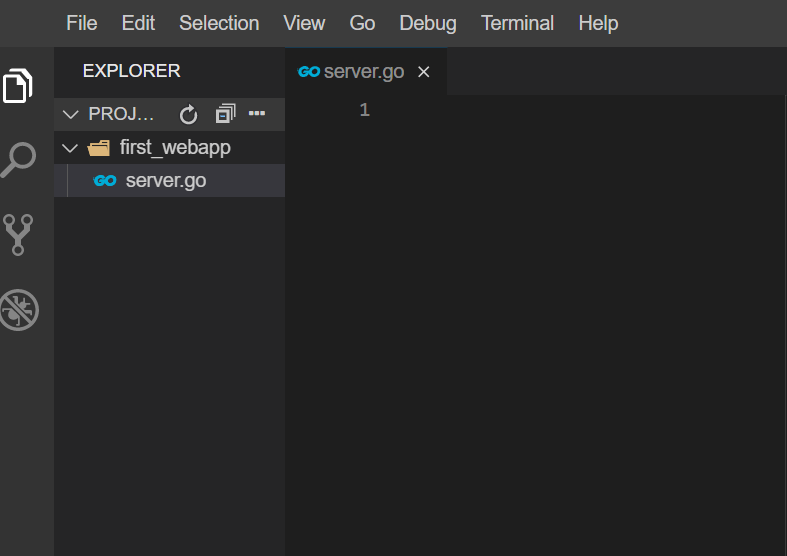 File Edit Selection View Go Debug Terminal Help
EXPLORER
PROJ...
first_webapp
GO server.go
GO server.go ×
1